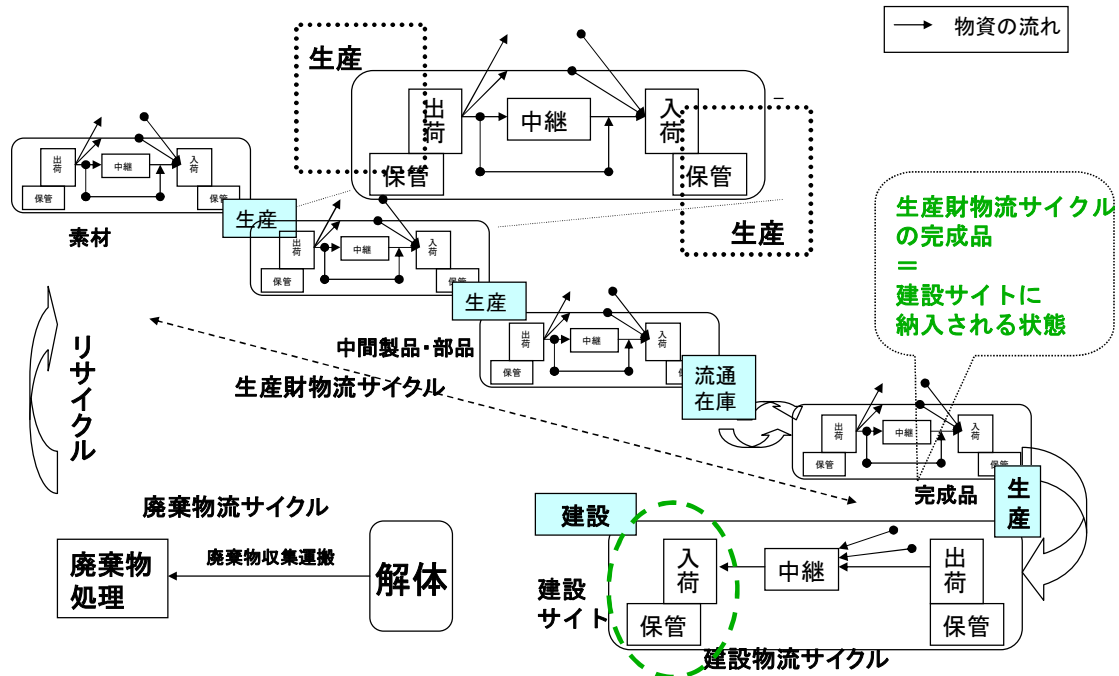 物資の流れ
生産
出荷
中継
入荷
保管
保管
生産
出荷
中継
入荷
保管
保管
素材
生産
出荷
中継
入荷
保管
保管
生産
中間製品・部品
出荷
中継
入荷
保管
保管
流通
在庫
生産財物流サイクル
生産財物流サイクル
の完成品
＝
建設サイトに
納入される状態
出荷
中継
入荷
保管
保管
完成品
生産
リサイクル
廃棄物流サイクル
廃棄物
処理
廃棄物収集運搬
解体
建設
建設
サイト
入荷
保管
中継
出荷
保管
建設物流サイクル